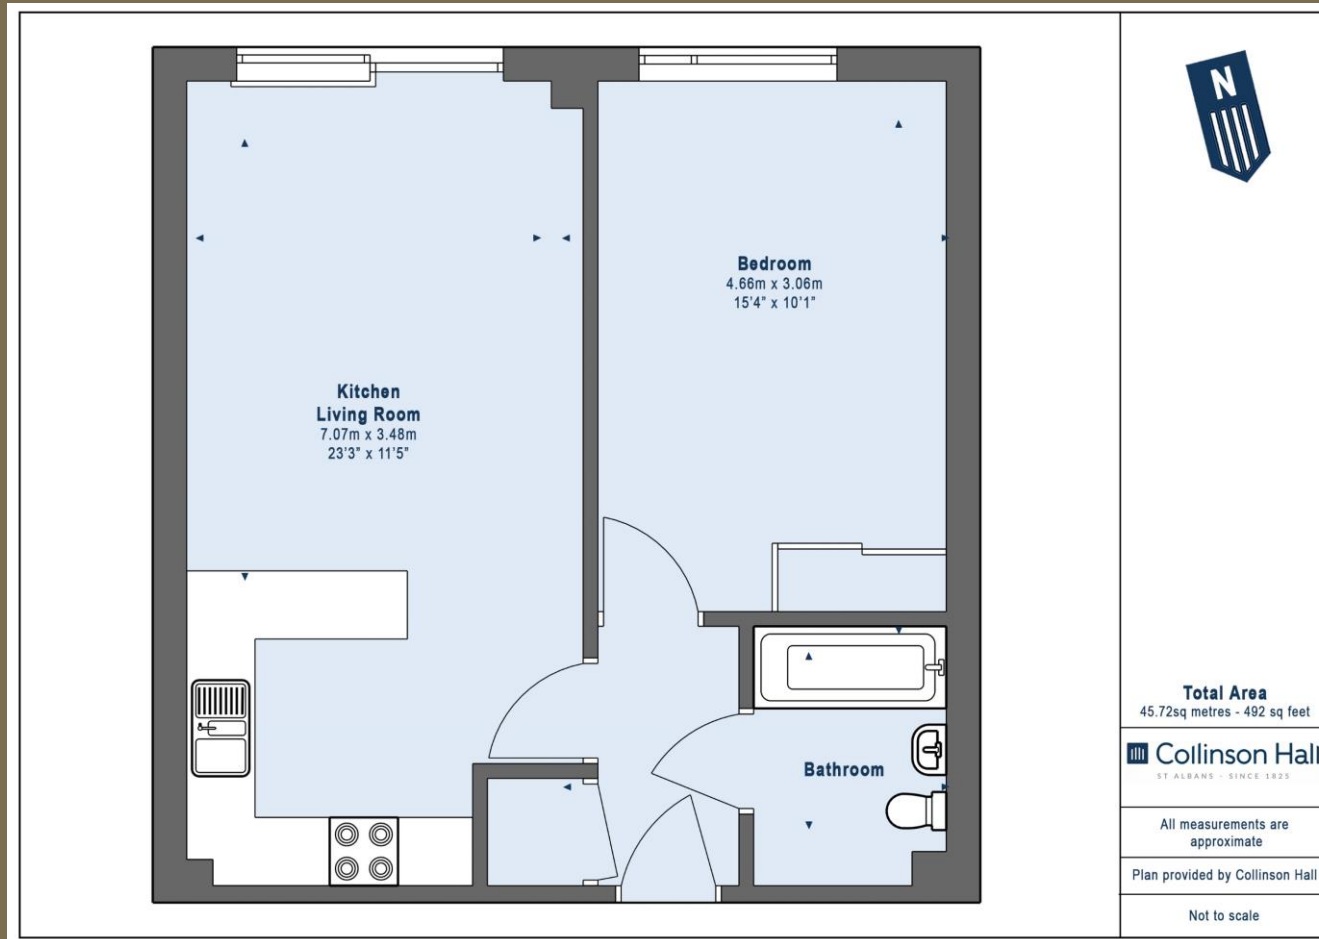 N
Bedroom
4.66m x 3.06m
15'4" x 10'1"
Kitchen
Living Room
7.07m x 3.48m
23'3" x 11'5"
Bathroom
Total Area
45.72sq metres - 492 sq feet
Collinson Hall
ST ALBANS - SINCE 1825
All measurements are
approximate
Plan provided by Collinson Hall
Not to scale